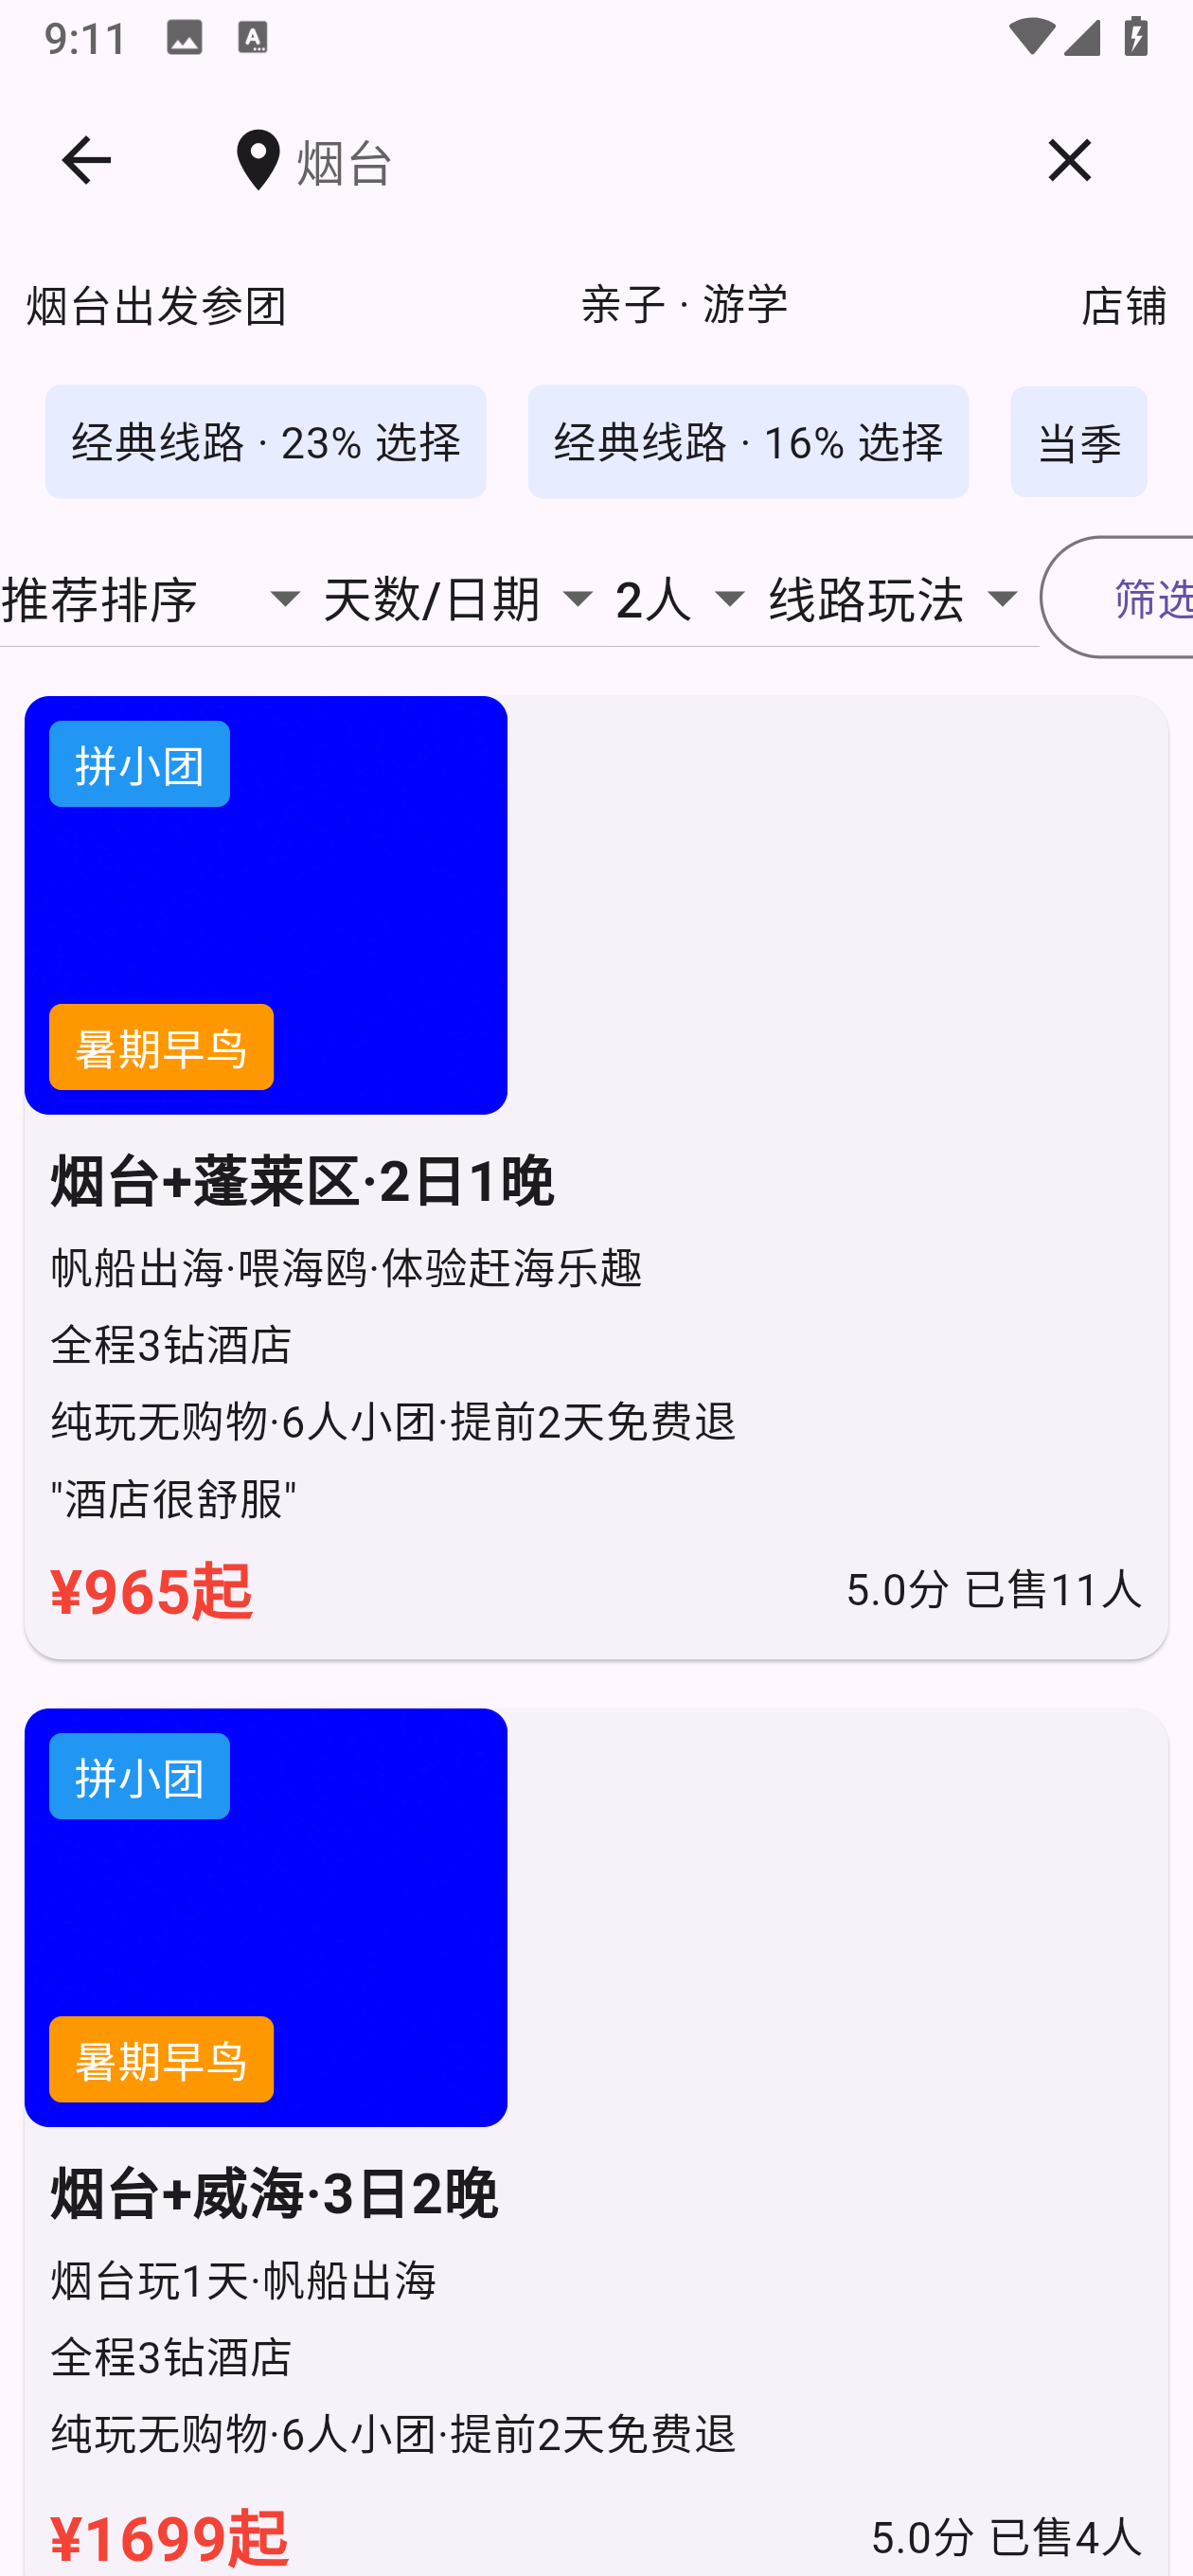 9:11
烟台
烟台出发参团 亲子 · 游学 店铺
经典线路 · 23% 选择 经典线路 · 16% 选择 当季
推荐排序 天数/日期 2人 线路玩法 筛选
拼小团
暑期早鸟
烟台+蓬莱区·2日1晚
帆船出海·喂海鸥·体验赶海乐趣
全程3钻酒店
纯玩无购物·6人小团·提前2天免费退
"酒店很舒服"
¥965起 5.0分 已售11人
拼小团
暑期早鸟
烟台+威海·3日2晚
烟台玩1天·帆船出海
全程3钻酒店
纯玩无购物·6人小团·提前2天免费退
¥1699起 5.0分 已售4人